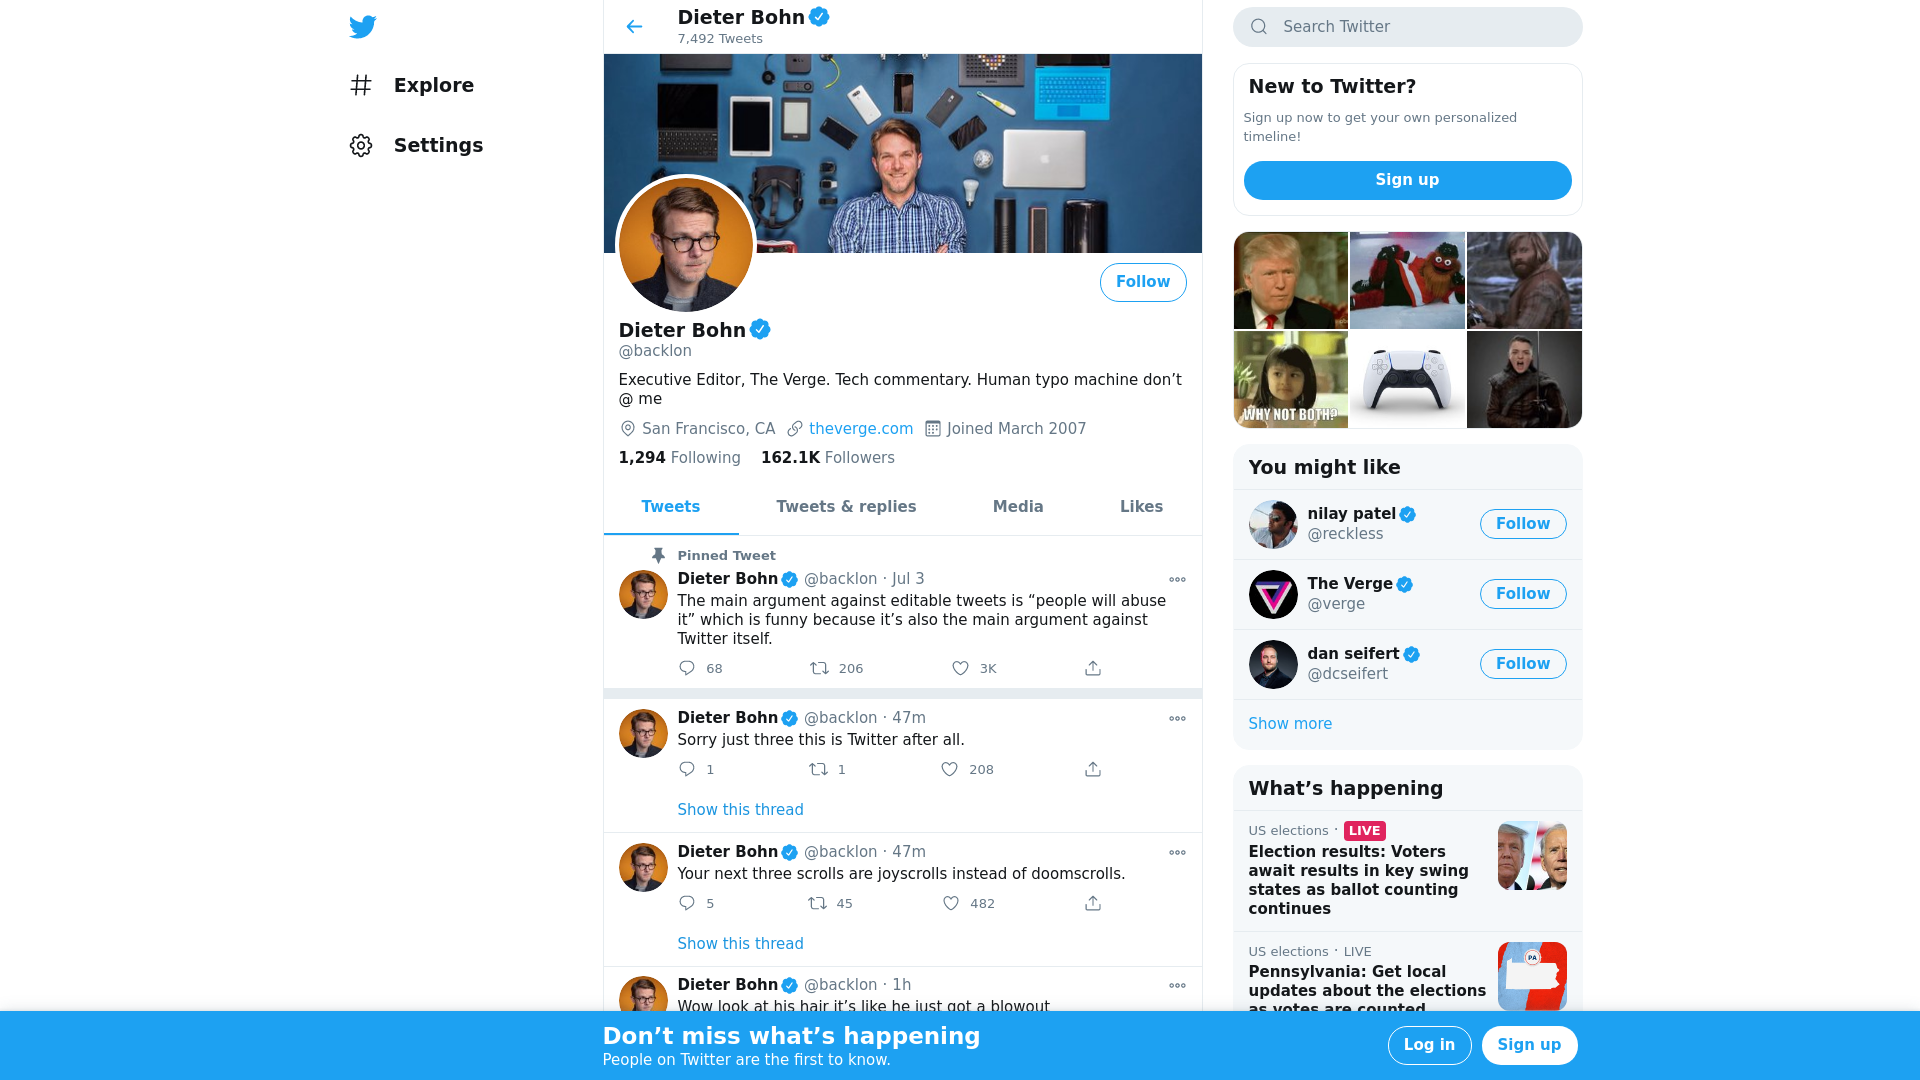 Explore
Settings
Dieter Bohn
7,492 Tweets
Follow
Dieter Bohn
@backlon
Executive Editor, The Verge. Tech commentary. Human typo machine don’t
@ me
San Francisco, CA theverge.com Joined March 2007
1,294 Following 162.1K Followers
Tweets Tweets & replies Media Likes
Pinned Tweet
Dieter Bohn @backlon · Jul 3
The main argument against editable tweets is “people will abuse
it” which is funny because it’s also the main argument against
Twitter itself.
68 206 3K
Dieter Bohn @backlon · 47m
Sorry just three this is Twitter after all.
1 1 208
Show this thread
Dieter Bohn @backlon · 47m
Your next three scrolls are joyscrolls instead of doomscrolls.
5 45 482
Show this thread
Dieter Bohn @backlon · 1h
Wow look at his hair it’s like he just got a blowout
Search Twitter
New to Twitter?
Sign up now to get your own personalized
timeline!
Sign up
WHY NOT BOTH?
You might like
nilay patel
@reckless
Follow
The Verge
@verge
Follow
dan seifert
@dcseifert
Follow
Show more
What’s happening
US elections · LIVE
Election results: Voters
await results in key swing
states as ballot counting
continues
US elections · LIVE
PA
Pennsylvania: Get local
updates about the elections
as votes are counted
Don’t miss what’s happening
People on Twitter are the first to know.
Log in Sign up